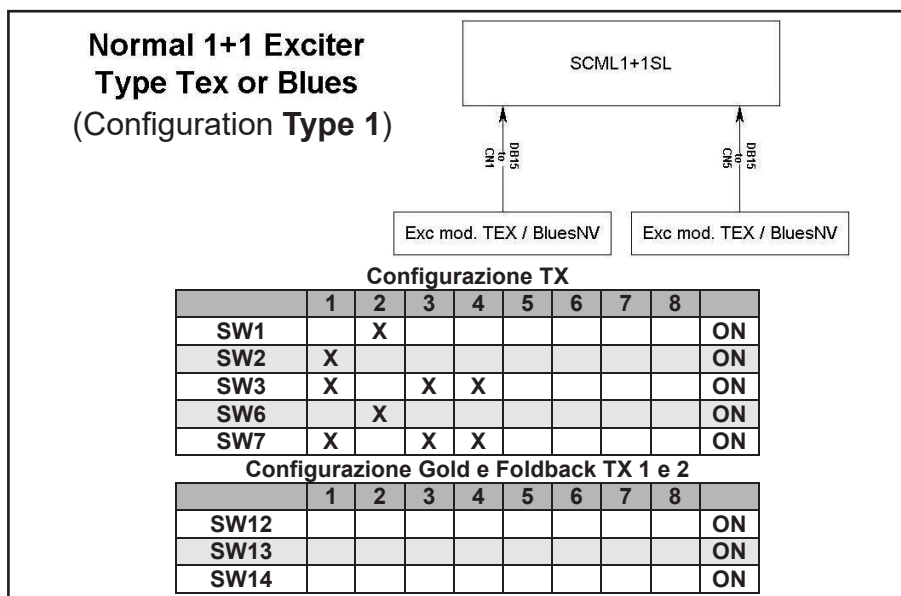 Normal 1+1 Exciter
Type Tex or Blues
(Configuration Type 1)
SCML1+1SL
DB15
to
CN1
DB15
to
CN5
Exc mod. TEX / BluesNV
Exc mod. TEX / BluesNV
Configurazione TX
1 2 3 4 5 6 7 8
SW1 X ON
SW2 X ON
SW3 X X X ON
SW6 X ON
SW7 X X X ON
Configurazione Gold e Foldback TX 1 e 2
1 2 3 4 5 6 7 8
SW12 ON
SW13 ON
SW14 ON